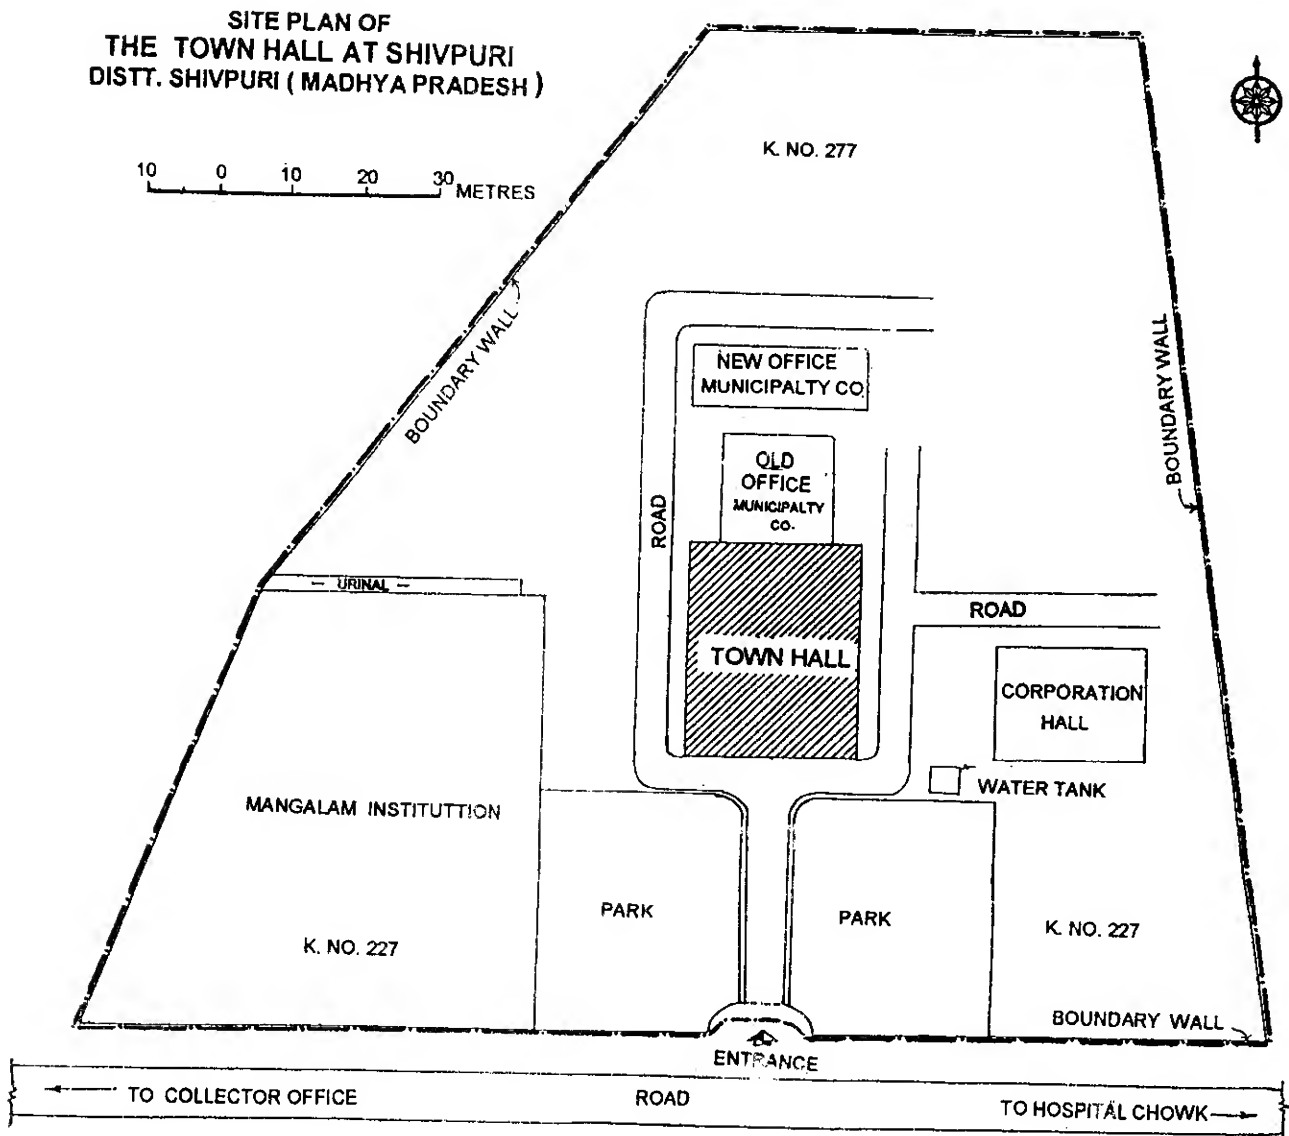 SITE PLAN OF
THE TOWN HALL AT SHIVPURI
DISTT. SHIVPURI ( MADHYA PRADESH )
10 0 10 20 30 METRES
K. NO. 277
BOUNDARY WALL
BOUNDARY WALL
NEW OFFICE
MUNICIPALTY CO
OLD
OFFICE
MUNICIPALTY
CO.
ROAD
— URINAL —
ROAD
TOWN HALL
CORPORATION
HALL
WATER TANK
MANGALAM INSTITUTTION
PARK
PARK
K. NO. 227
K. NO. 227
BOUNDARY WALL
ENTRANCE
TO COLLECTOR OFFICE
ROAD
TO HOSPITAL CHOWK